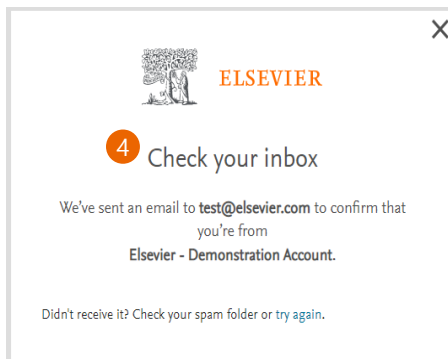 ELSEVIER
4 Check your inbox
We've sent an email to test@elsevier.com to confirm that
you're from
Elsevier - Demonstration Account.
Didn't receive it? Check your spam folder or try again.